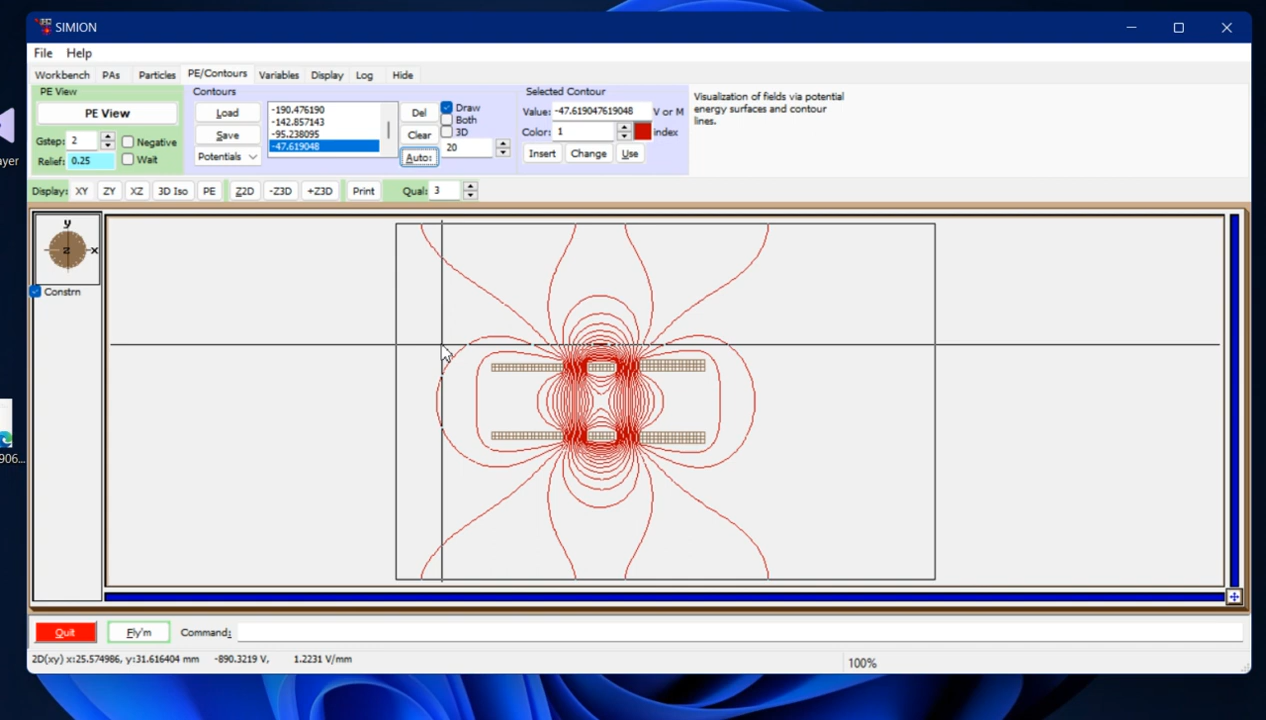 SIMION
File Help
Workbench PAs Particles PE/Contours Variables Display Log Hide
PE View
PE View
Gstep: 2 Negative
Relief: 0.25 Wait
Contours
Load
Save
Potentials
-190.476190
-142.857143
-95.238095
-47.619048
Del
Clear
Auto:
Draw
Both
3D
20
Selected Contour
Value: -47.619047619048 V or M
Color: 1 index
Insert Change Use
Visualization of fields via potential
energy surfaces and contour
lines.
Display: XY ZY XZ 3D Iso PE Z2D -Z3D +Z3D Print Qual: 3
y
z x
Constrn
ayer
906...
Quit Fly'm Command:
2D(xy) x:25.574986, y:31.616404 mm -890.3219 V, 1.2231 V/mm
100%